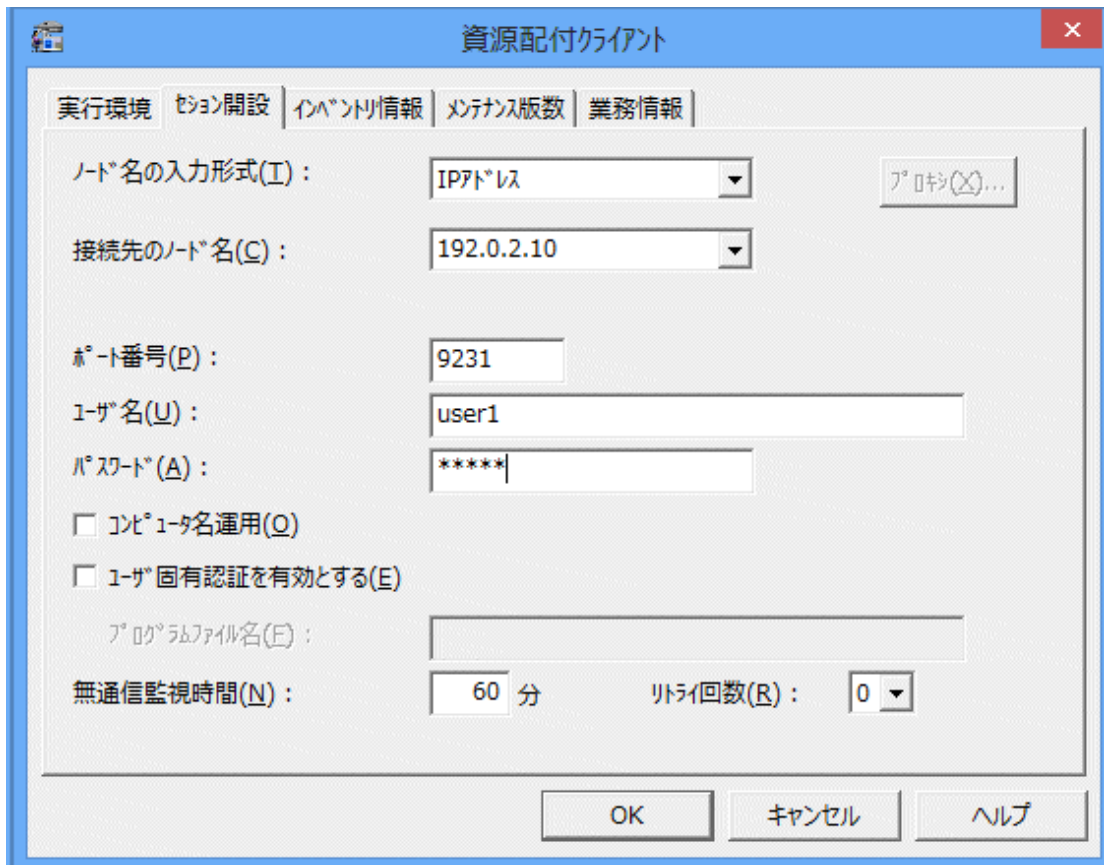 資源配付ｸﾗｲｱﾝﾄ
実行環境 ｾｼｮﾝ開設 ｲﾝﾍﾞﾝﾄﾘ情報 ﾒﾝﾃﾅﾝｽ版数 業務情報
ﾉｰﾄﾞ名の入力形式(T)： IPｱﾄﾞﾚｽ ﾌﾟﾛｷｼ(X)...
接続先のﾉｰﾄﾞ名(C)： 192.0.2.10
ﾎﾟｰﾄ番号(P)： 9231
ﾕｰｻﾞ名(U)： user1
ﾊﾟｽﾜｰﾄﾞ(A)： *****
ｺﾝﾋﾟｭｰﾀ名運用(O)
ﾕｰｻﾞ固有認証を有効とする(E)
ﾌﾟﾛｸﾞﾗﾑﾌｧｲﾙ名(F)：
無通信監視時間(N)： 60 分 ﾘﾄﾗｲ回数(R)： 0
OK キャンセル ヘルプ